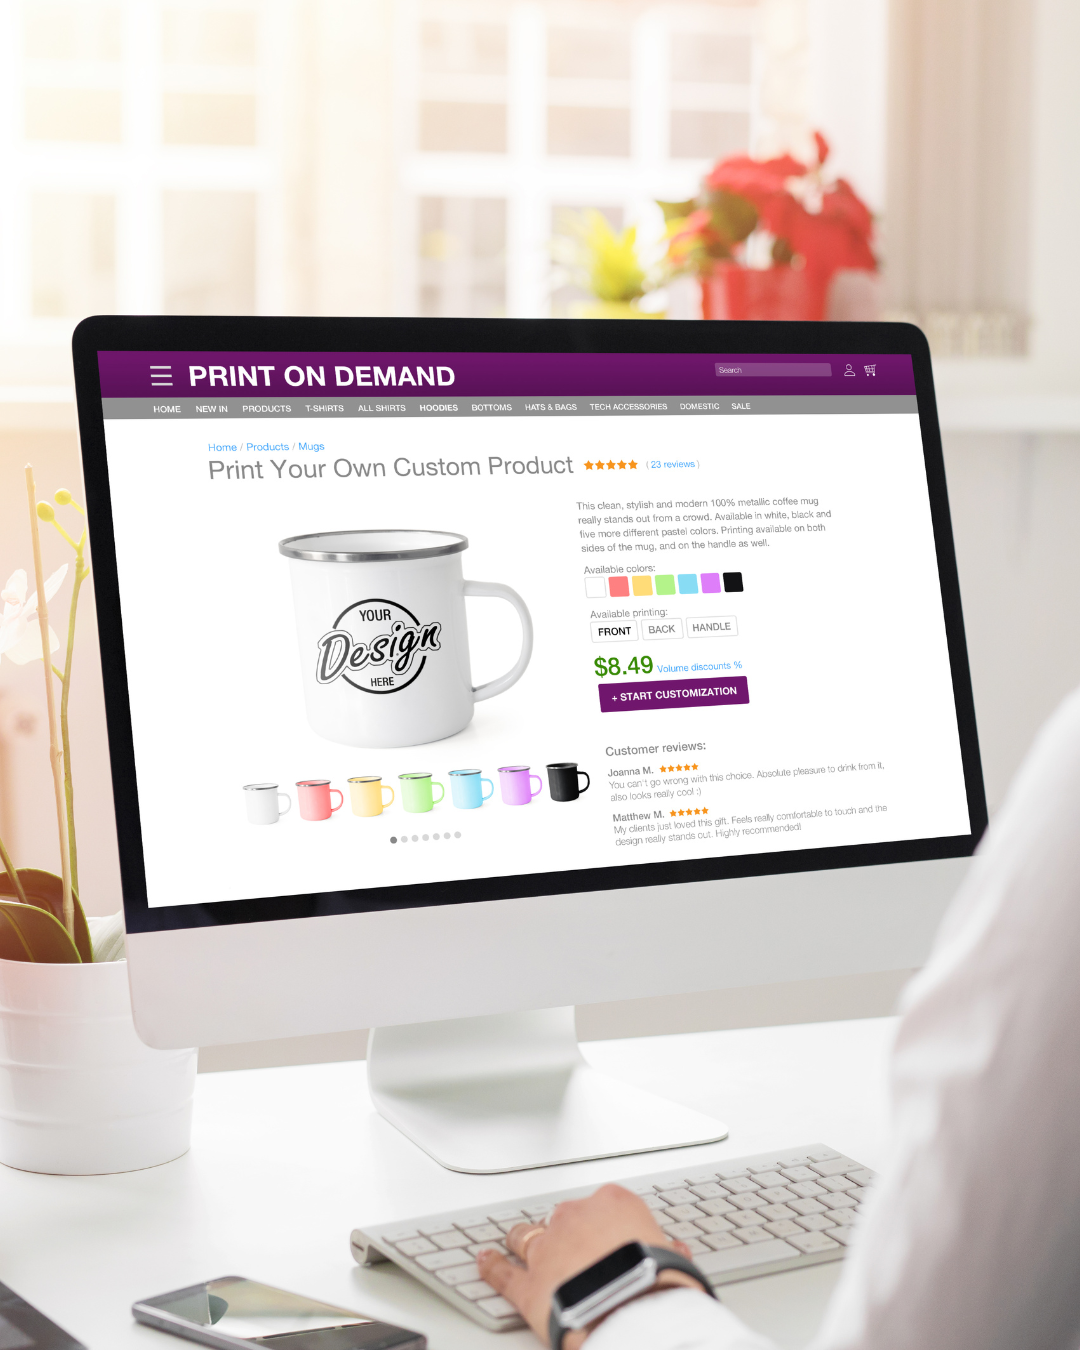 PRINT ON DEMAND
Search
HOME NEW IN PRODUCTS T-SHIRTS ALL SHIRTS HOODIES BOTTOMS HATS & BAGS TECH ACCESSORIES DOMESTIC SALE
Home / Products / Mugs
Print Your Own Custom Product
( 23 reviews )
YOUR
Design
HERE
This clean, stylish and modern 100% metallic coffee mug
really stands out from a crowd. Available in white, black and
five more different pastel colors. Printing available on both
sides of the mug, and on the handle as well.
Available colors:
Available printing:
FRONT BACK HANDLE
$8.49 Volume discounts %
+ START CUSTOMIZATION
Customer reviews:
Joanna M.
You can't go wrong with this choice. Absolute pleasure to drink from it,
also looks really cool :)
Matthew M.
My clients just loved this gift. Feels really comfortable to touch and the
design really stands out. Highly recommended!